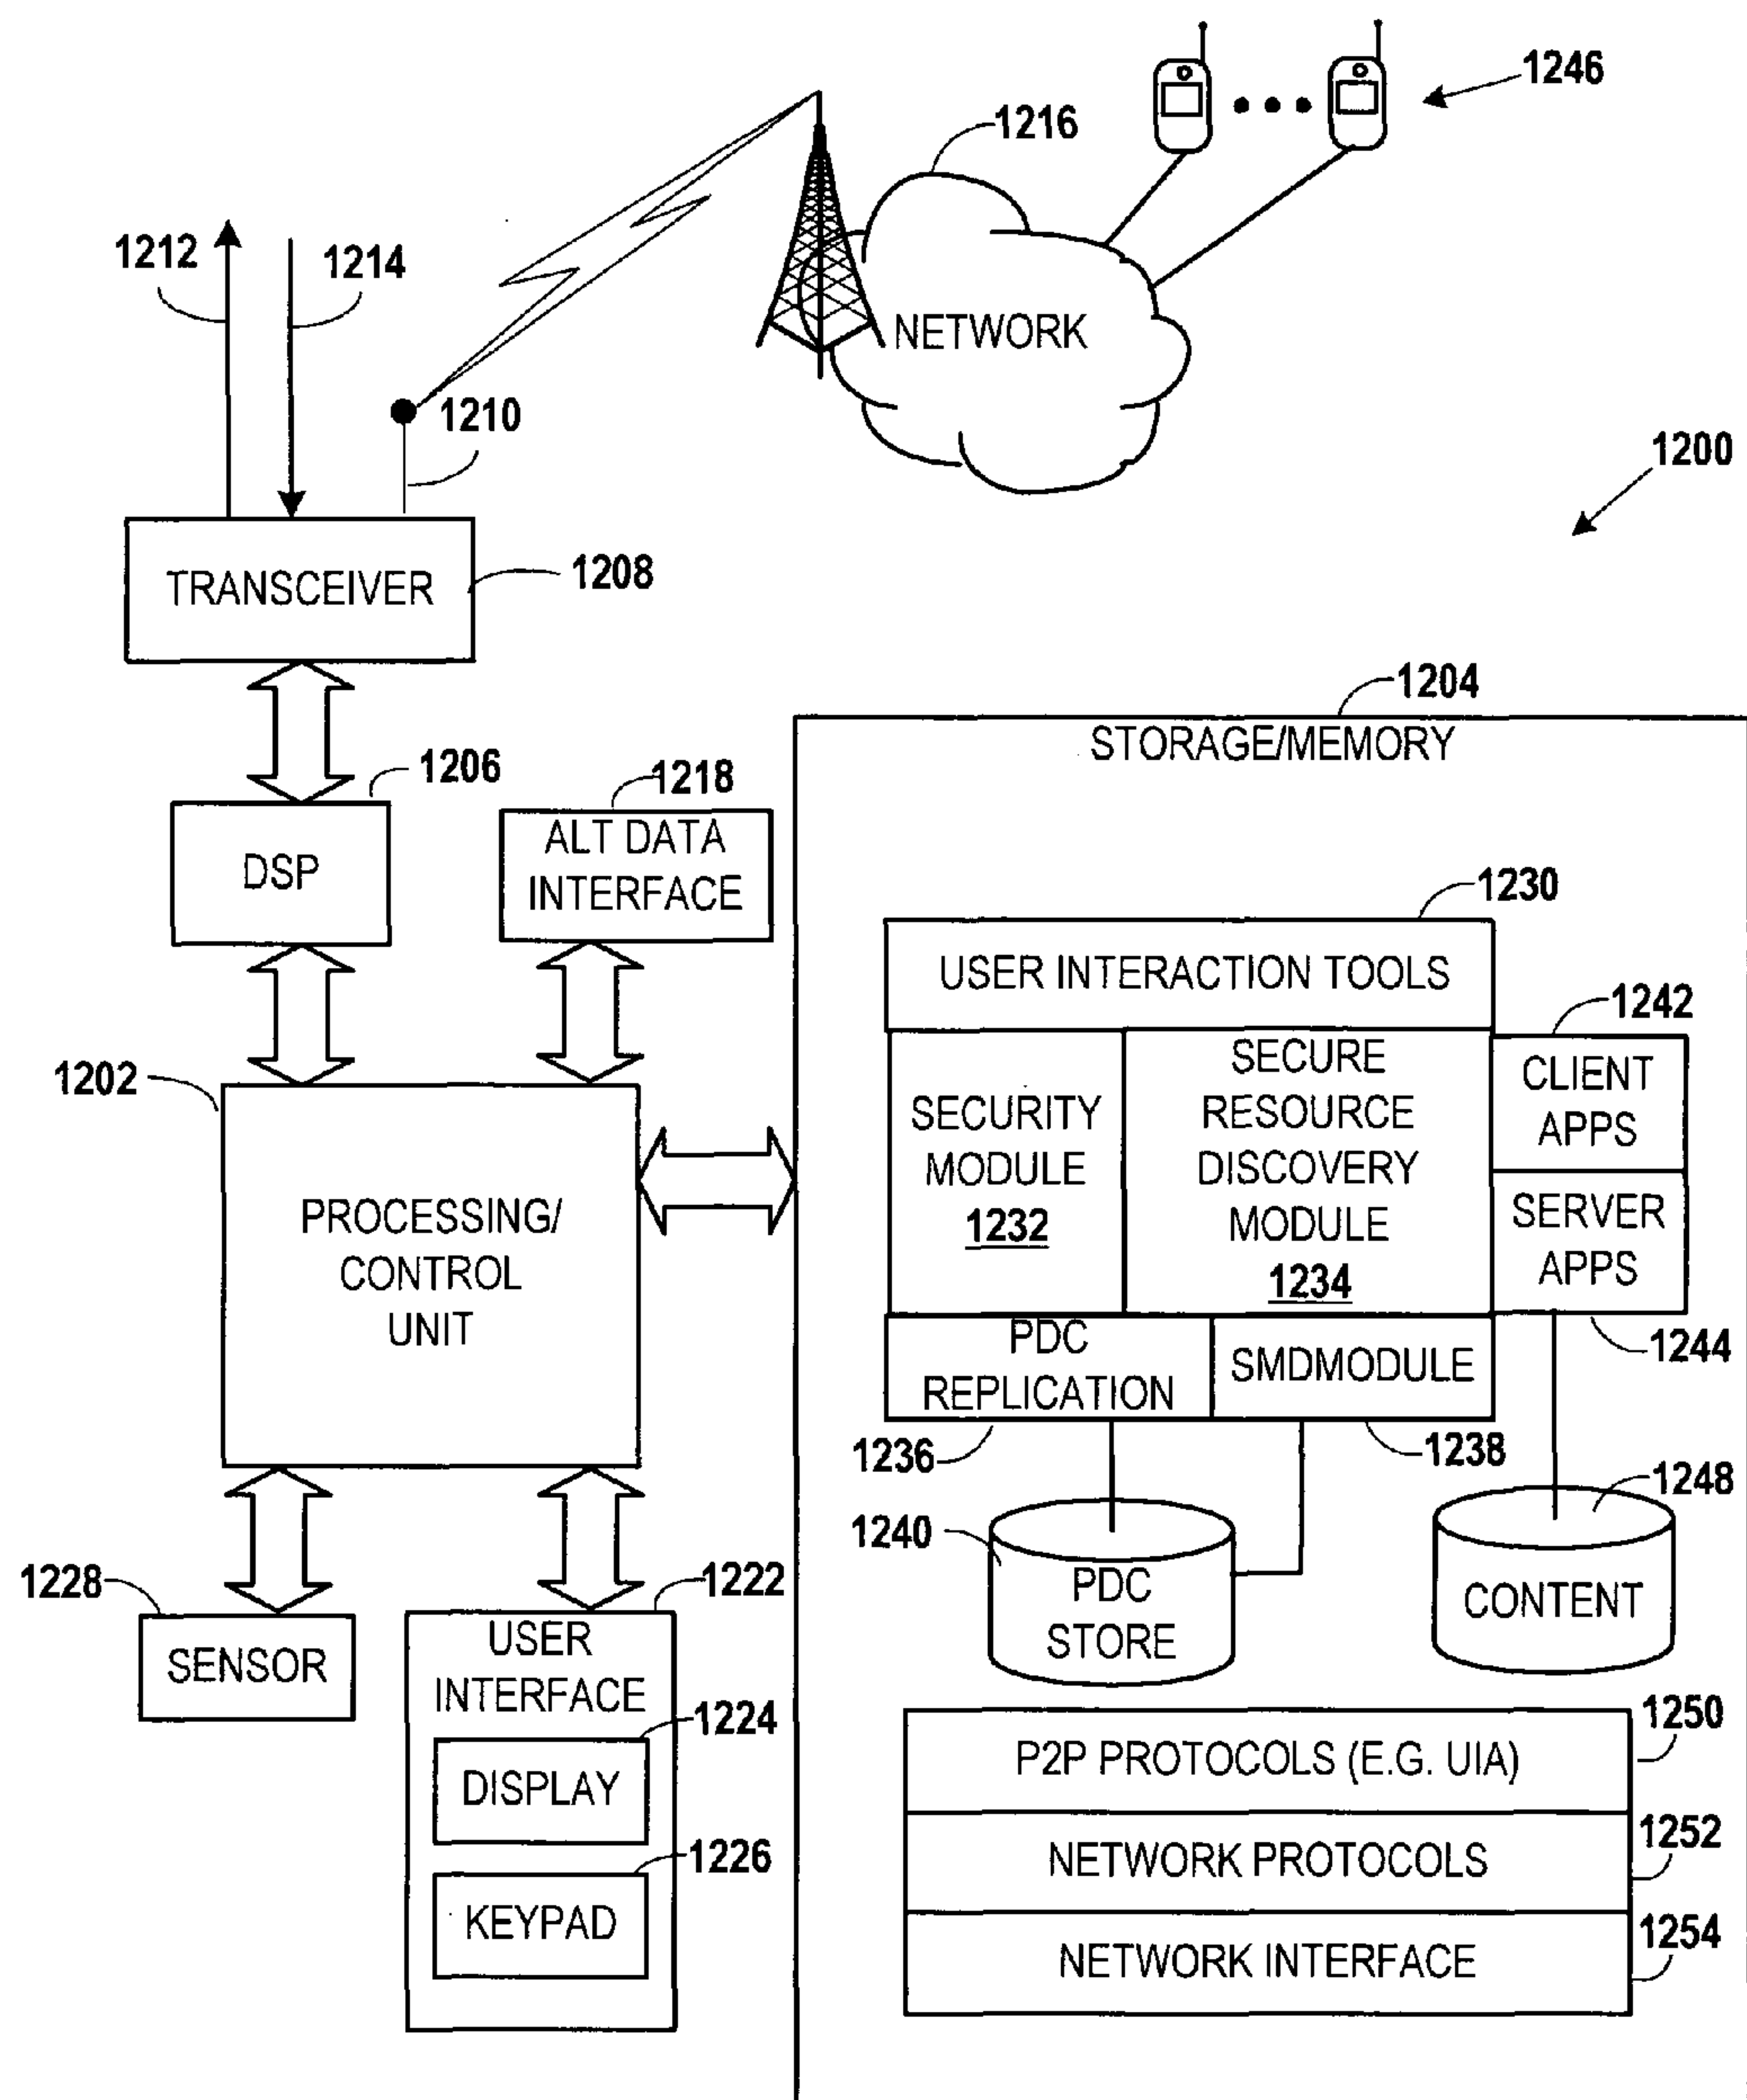 1246
1216
1212
1214
NETWORK
1210
1200
TRANSCEIVER
1208
1204
STORAGE/MEMORY
1206
1218
DSP
ALT DATA
INTERFACE
1230
USER INTERACTION TOOLS
1242
1202
SECURITY
MODULE
1232
SECURE
RESOURCE
DISCOVERY
MODULE
1234
CLIENT
APPS
SERVER
APPS
PROCESSING/
CONTROL
UNIT
1244
PDC
REPLICATION
SMDMODULE
1236
1238
1248
1240
PDC
STORE
CONTENT
1228
1222
SENSOR
USER
INTERFACE
1224
DISPLAY
1226
KEYPAD
1250
P2P PROTOCOLS (E.G. UIA)
1252
NETWORK PROTOCOLS
1254
NETWORK INTERFACE